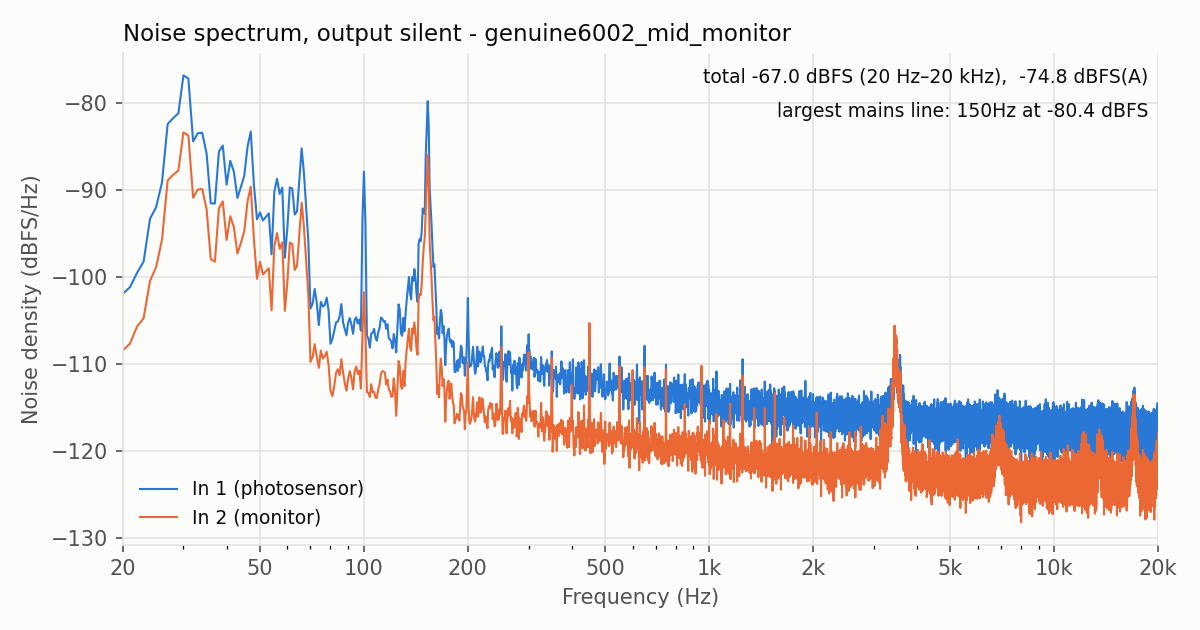 Noise spectrum, output silent - genuine6002_mid_monitor
total -67.0 dBFS (20 Hz–20 kHz),  -74.8 dBFS(A)
largest mains line: 150Hz at -80.4 dBFS
Noise density (dBFS/Hz)
−80
−90
−100
−110
−120
−130
In 1 (photosensor)
In 2 (monitor)
20
50
100
200
500
1k
2k
5k
10k
20k
Frequency (Hz)